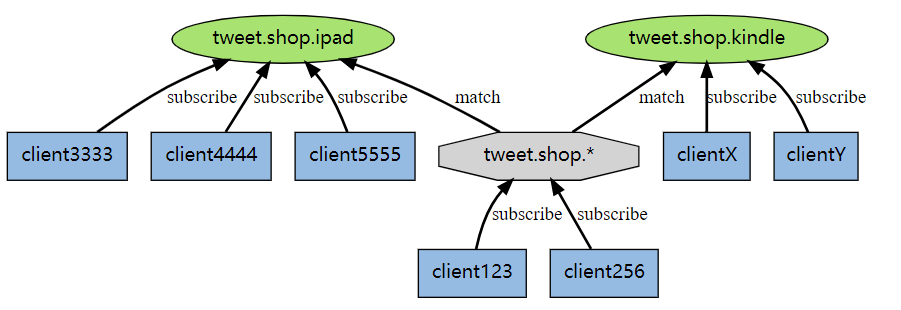 tweet.shop.ipad
tweet.shop.kindle
subscribe
subscribe
subscribe
match
match
subscribe
subscribe
client3333
client4444
client5555
tweet.shop.*
clientX
clientY
subscribe
subscribe
client123
client256